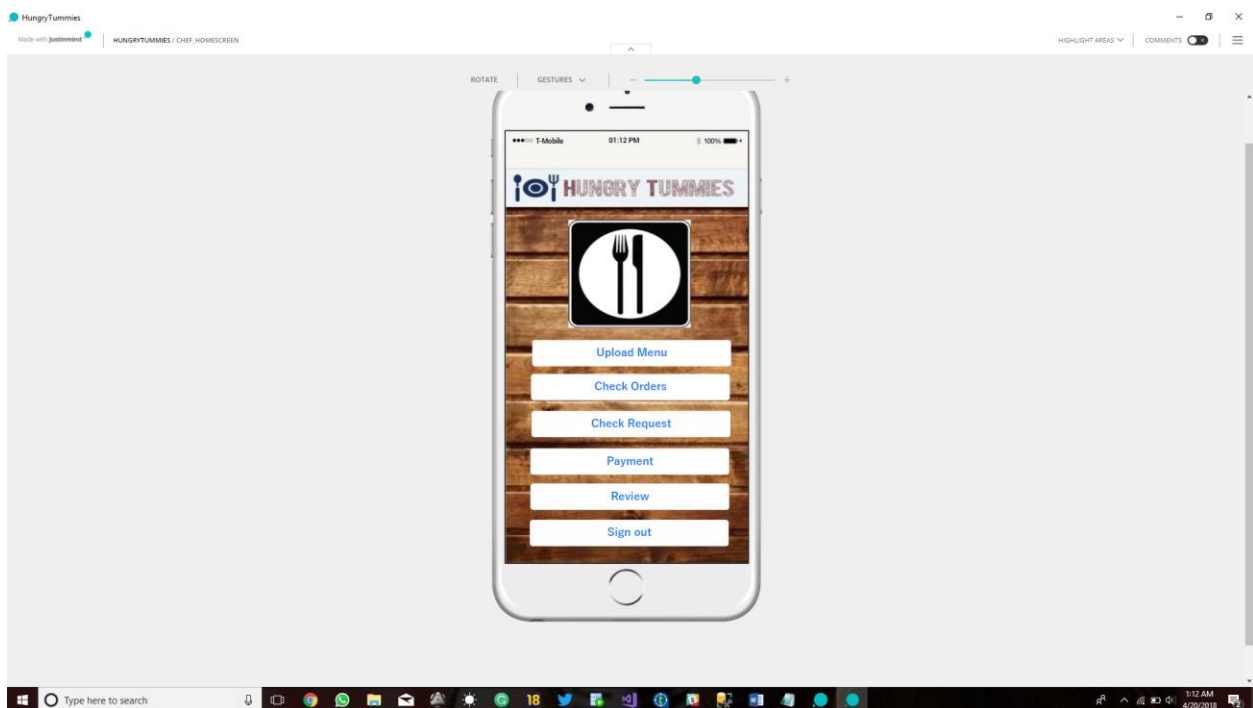 HungryTummies
Made with justinmind HUNGRYTUMMIES / CHEF_HOMESCREEN HIGHLIGHT AREAS COMMENTS
ROTATE GESTURES
T-Mobile 01:12 PM 100%
HUNGRY TUMMIES
Upload Menu
Check Orders
Check Request
Payment
Review
Sign out
Type here to search 18 1:12 AM
4/20/2018